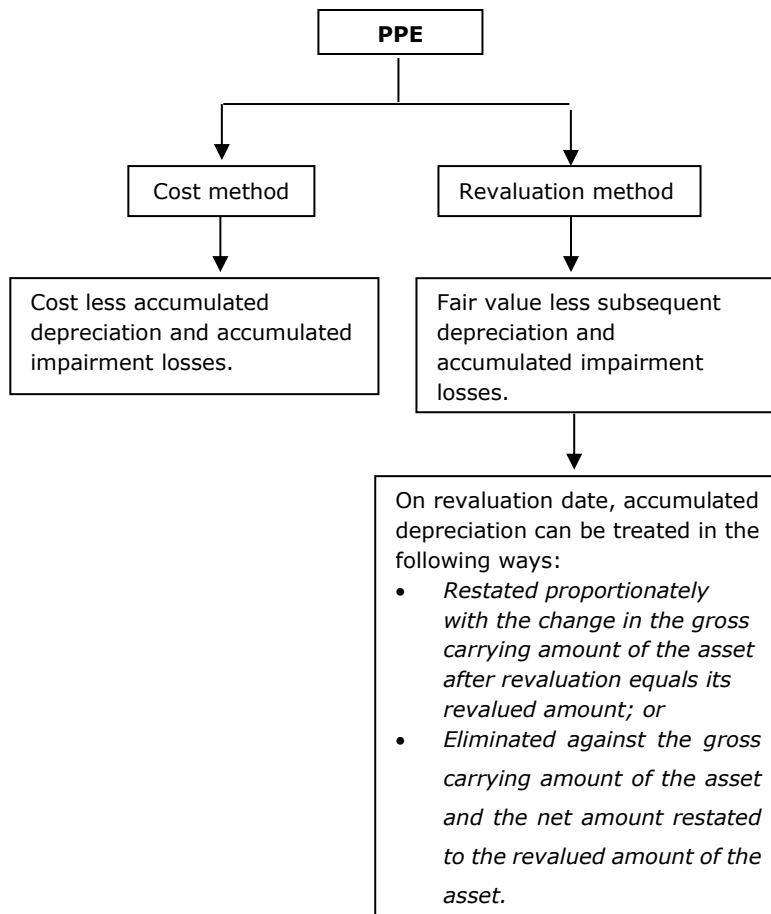 PPE
Cost method
Revaluation method
Cost less accumulated
depreciation and accumulated
impairment losses.
Fair value less subsequent
depreciation and
accumulated impairment
losses.
On revaluation date, accumulated
depreciation can be treated in the
following ways:
• Restated proportionately
with the change in the gross
carrying amount of the asset
after revaluation equals its
revalued amount; or
• Eliminated against the gross
carrying amount of the asset
and the net amount restated
to the revalued amount of the
asset.